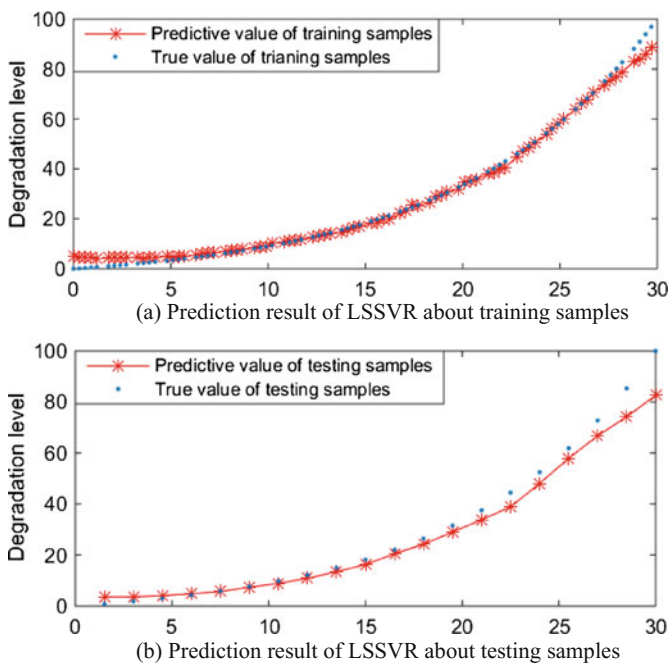 100
Predictive value of training samples
True value of trianing samples
80
60
40
20
0
Degradation level
0 5 10 15 20 25 30
(a) Prediction result of LSSVR about training samples
100
Predictive value of testing samples
True value of testing samples
80
60
40
20
0
Degradation level
0 5 10 15 20 25 30
(b) Prediction result of LSSVR about testing samples